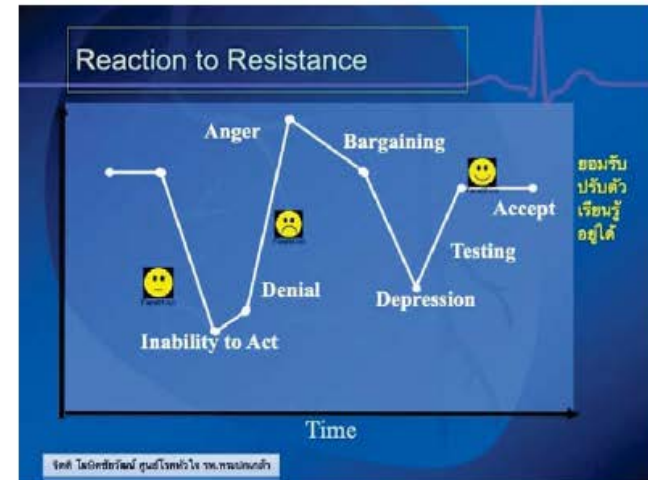 Reaction to Resistance
Anger
Bargaining
ยอมรับ
ปรับตัว
เรียนรู้
อยู่ได้
Accept
Testing
Denial
Depression
Inability to Act
Time